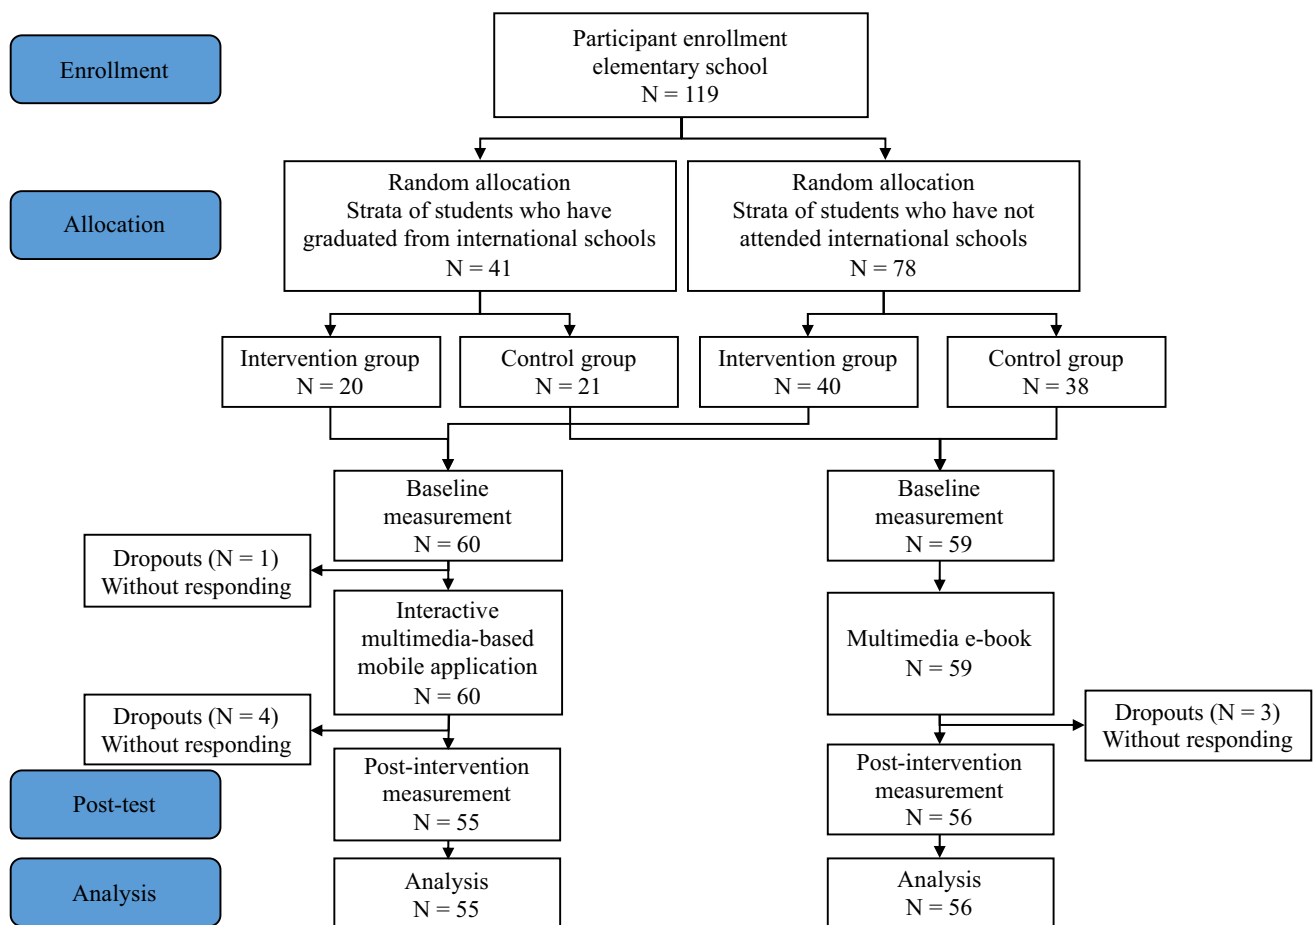 Enrollment
Participant enrollment
elementary school
N = 119
Allocation
Random allocation
Strata of students who have
graduated from international schools
N = 41
Random allocation
Strata of students who have not
attended international schools
N = 78
Intervention group
N = 20
Control group
N = 21
Intervention group
N = 40
Control group
N = 38
Baseline
measurement
N = 60
Baseline
measurement
N = 59
Dropouts (N = 1)
Without responding
Interactive
multimedia-based
mobile application
N = 60
Multimedia e-book
N = 59
Dropouts (N = 4)
Without responding
Dropouts (N = 3)
Without responding
Post-test
Post-intervention
measurement
N = 55
Post-intervention
measurement
N = 56
Analysis
Analysis
N = 55
Analysis
N = 56